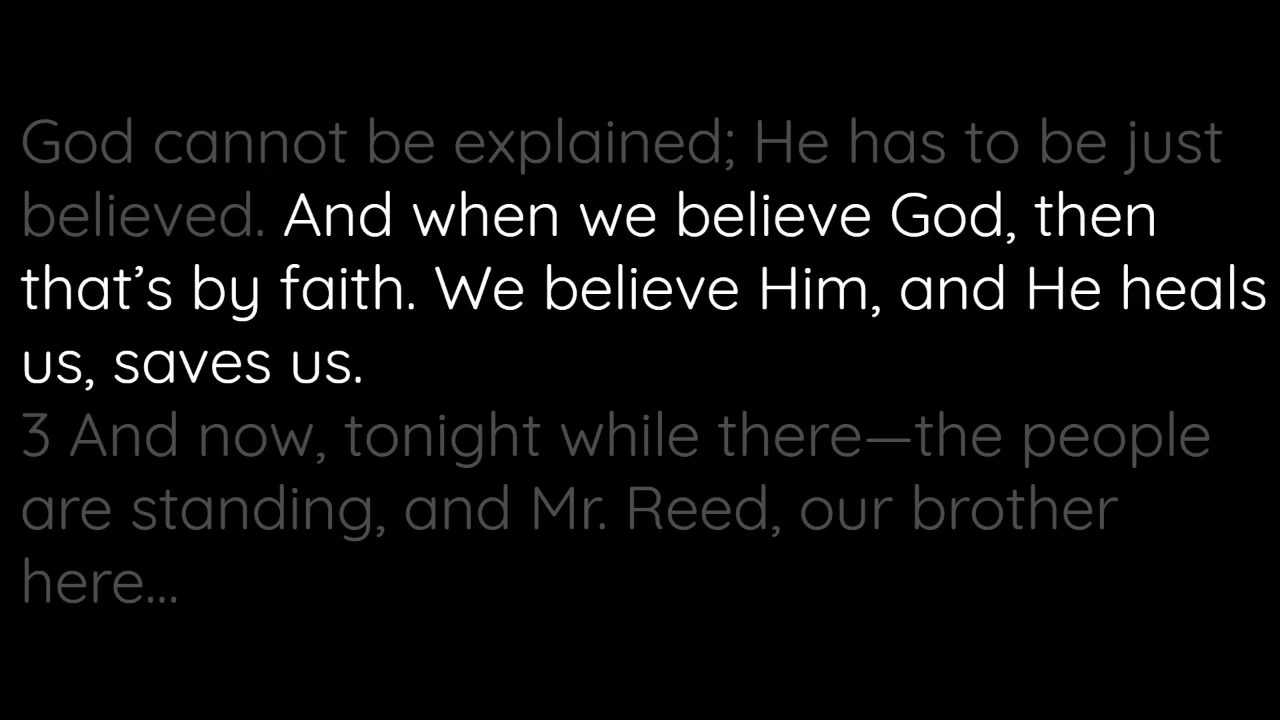 God cannot be explained; He has to be just
believed. And when we believe God, then
that’s by faith. We believe Him, and He heals
us, saves us.
3 And now, tonight while there—the people
are standing, and Mr. Reed, our brother
here...